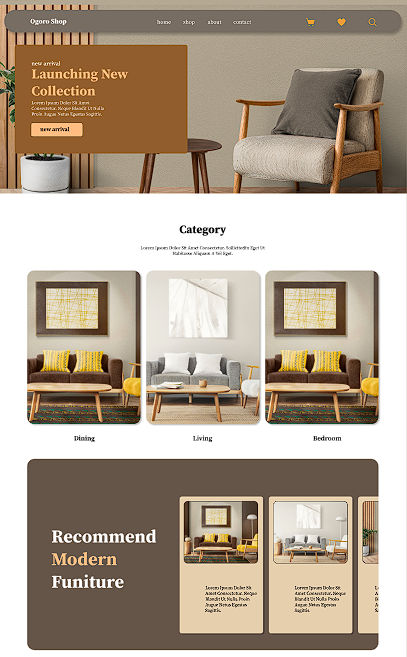 Ogoro Shop
home shop about contact
new arrival
Launching New
Collection
Lorem Ipsum Dolor Sit Amet
Consectetur. Neque Blandit Ut Nulla
Proin Augue Netus Egestas Sagittis.
new arrival
Category
Lorem Ipsum Dolor Sit Amet Consectetur. Sollicitudin Eget Ut
Habitasse Aliquam A Vel Eget.
Dining Living Bedroom
Recommend
Modern
Funiture
Lorem Ipsum Dolor Sit
Amet Consectetur. Neque
Blandit Ut Nulla Proin
Augue Netus Egestas
Sagittis.
Lorem Ipsum Dolor Sit
Amet Consectetur. Neque
Blandit Ut Nulla Proin
Augue Netus Egestas
Sagittis.